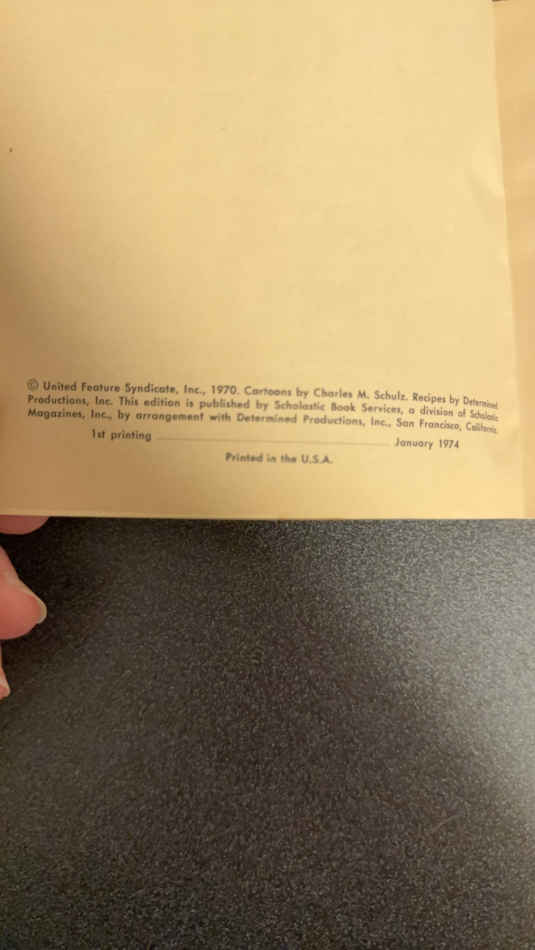 © United Feature Syndicate, Inc., 1970. Cartoons by Charles M. Schulz. Recipes by Determined
Productions, Inc. This edition is published by Scholastic Book Services, a division of Scholastic
Magazines, Inc., by arrangement with Determined Productions, Inc., San Francisco, California.
1st printing ______________________________ January 1974
Printed in the U.S.A.